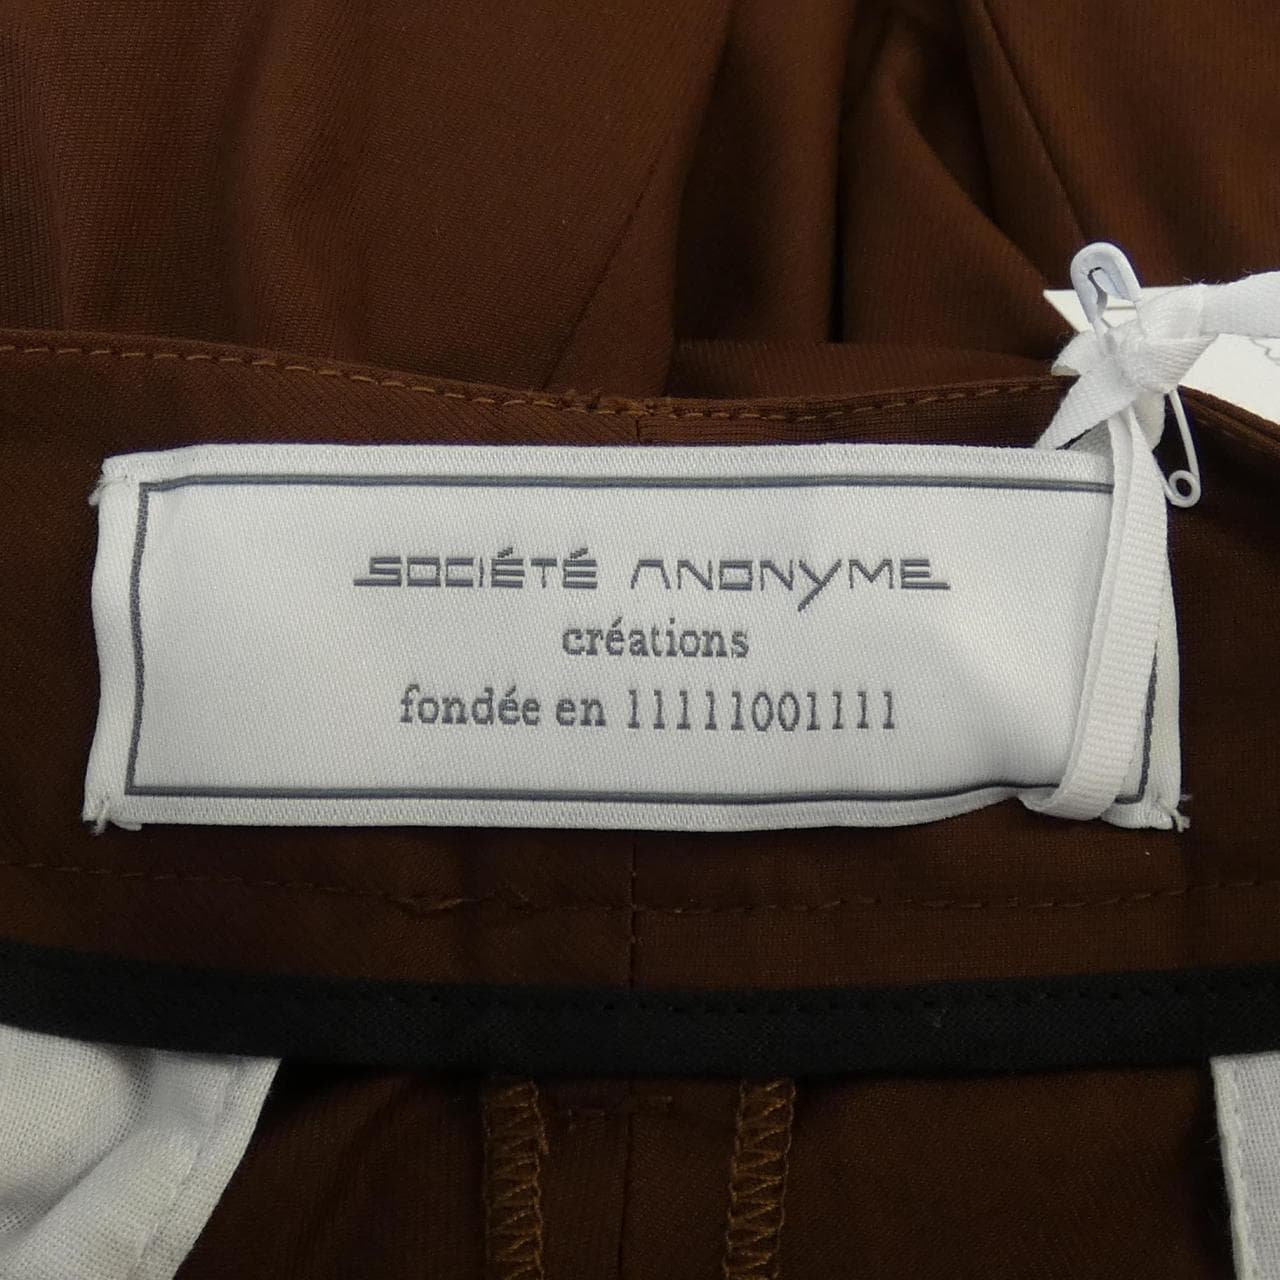 SOCIÉTÉ ANONYME
créations
fondée en 11111001111